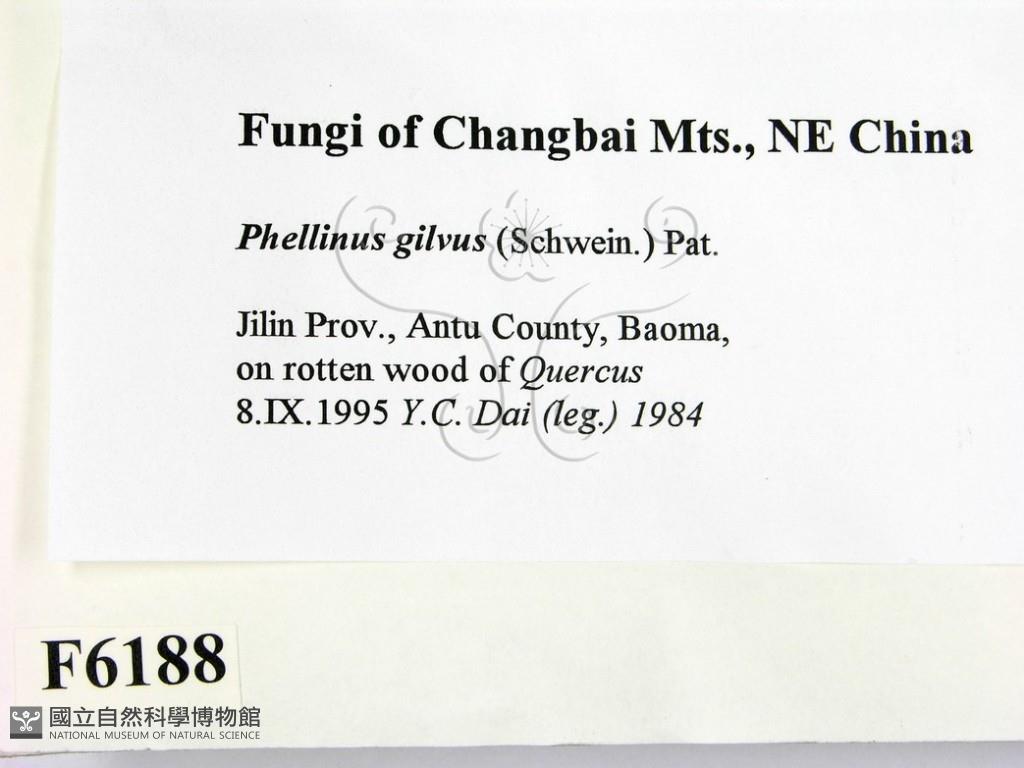 Fungi of Changbai Mts., NE China
Phellinus gilvus (Schwein.) Pat.
Jilin Prov., Antu County, Baoma,
on rotten wood of Quercus
8.IX.1995 Y.C. Dai (leg.) 1984
F6188
國立自然科學博物館
NATIONAL MUSEUM OF NATURAL SCIENCE